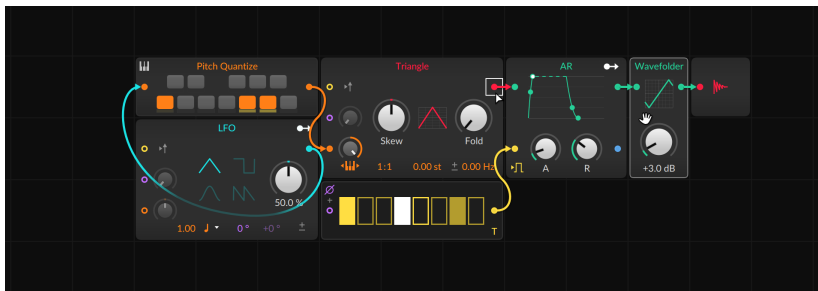 Pitch Quantize
Triangle
AR
Wavefolder
LFO
Skew
Fold
1:1
0.00 st
± 0.00 Hz
A
R
+3.0 dB
50.0 %
1.00
0 °
+0 °
±
+
T